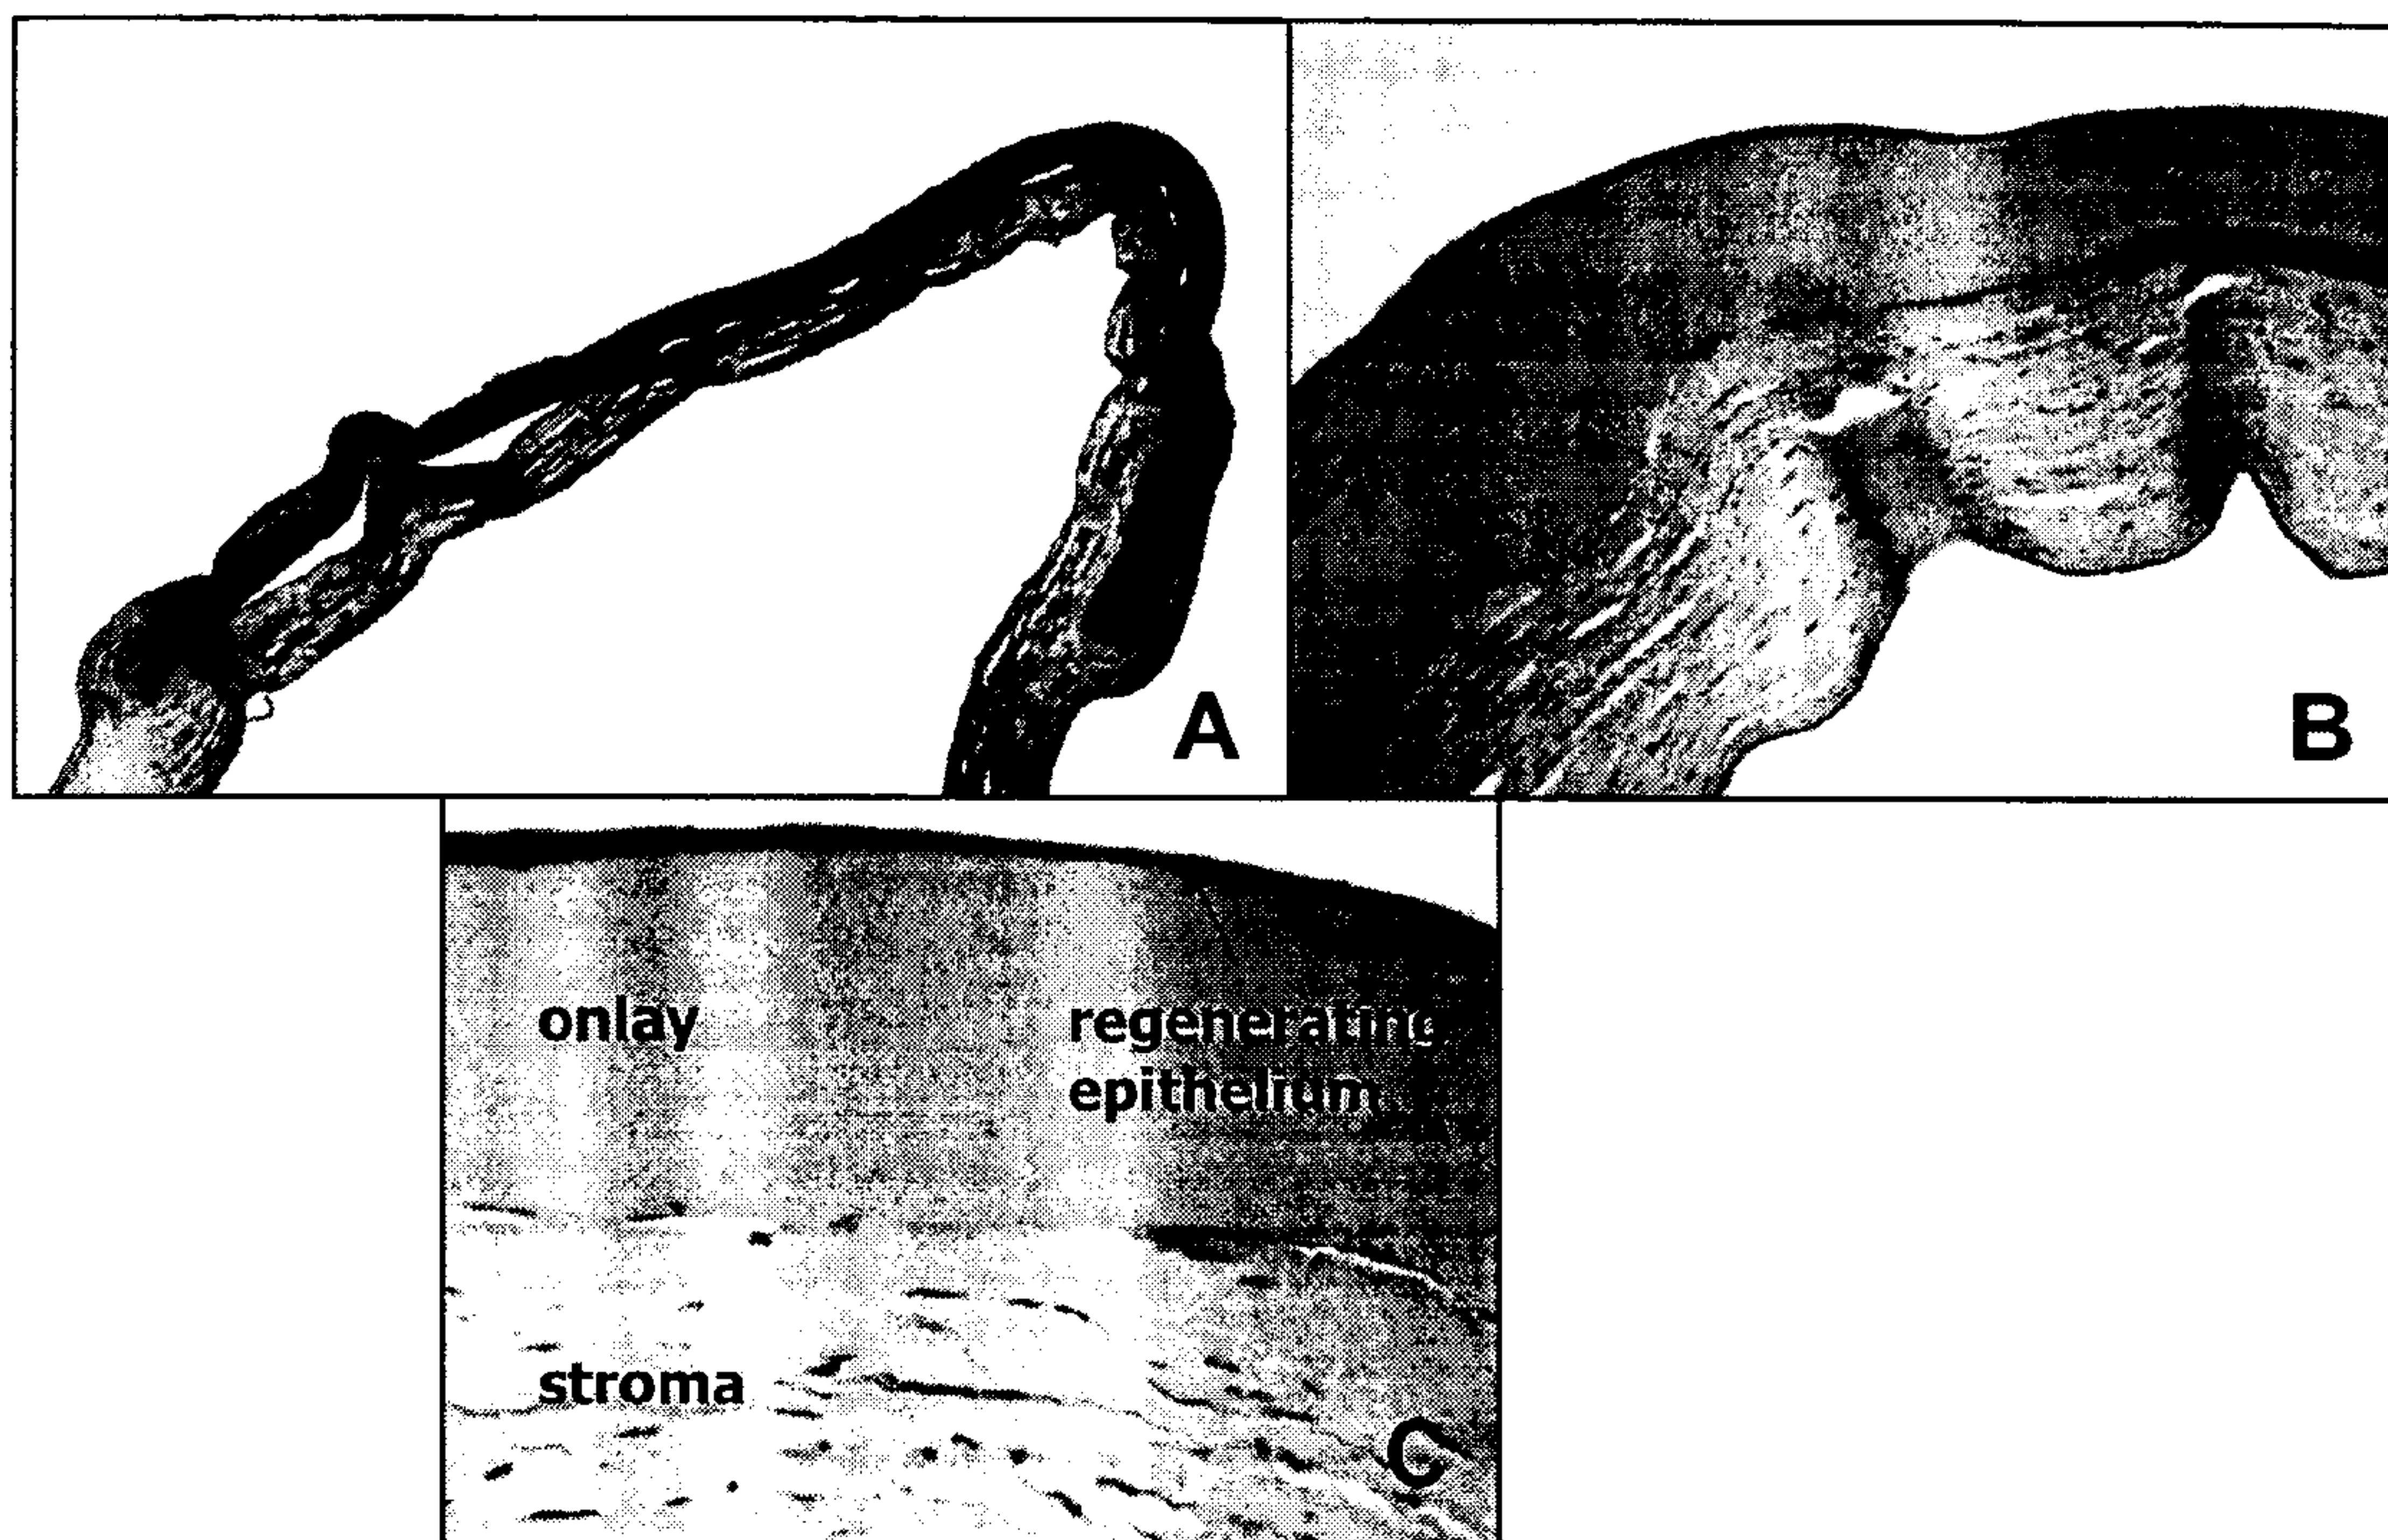 A
B
onlay
regenerating
epithelium
stroma
C